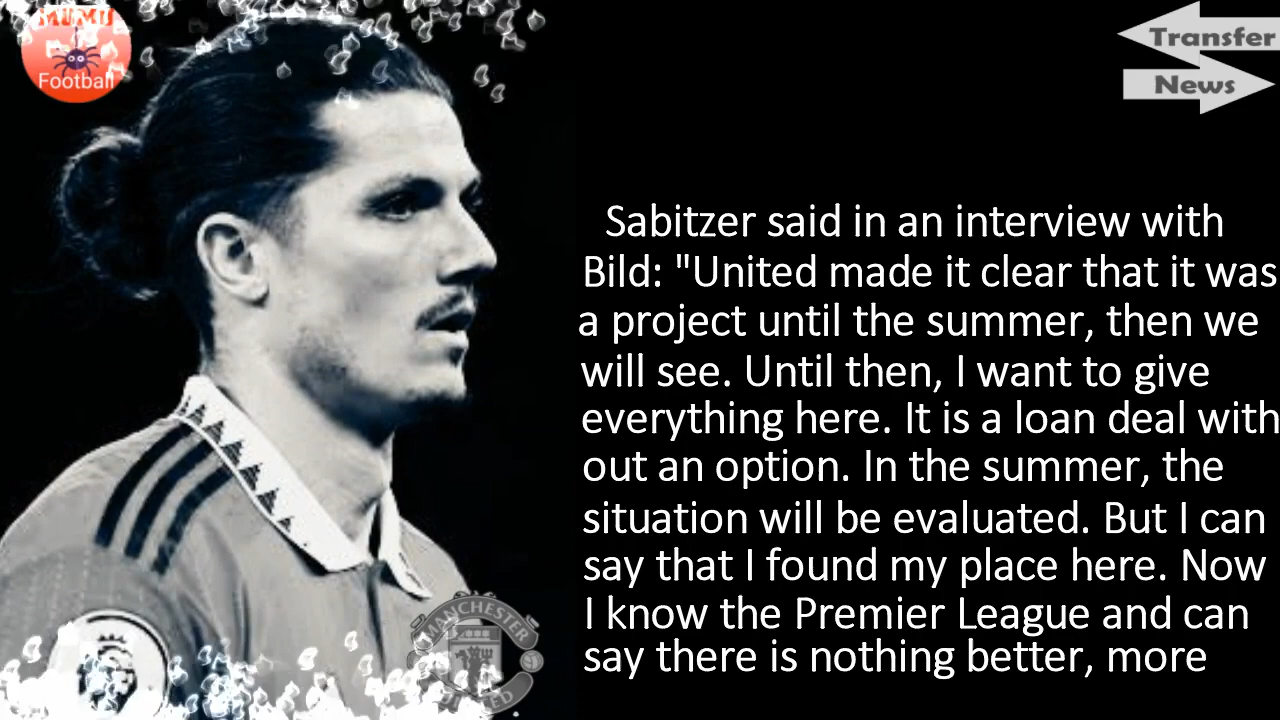 MUMU
Football
Transfer
News
Sabitzer said in an interview with
Bild: "United made it clear that it was
a project until the summer, then we
will see. Until then, I want to give
everything here. It is a loan deal with
out an option. In the summer, the
situation will be evaluated. But I can
say that I found my place here. Now
I know the Premier League and can
say there is nothing better, more
MANCHESTER
UNITED